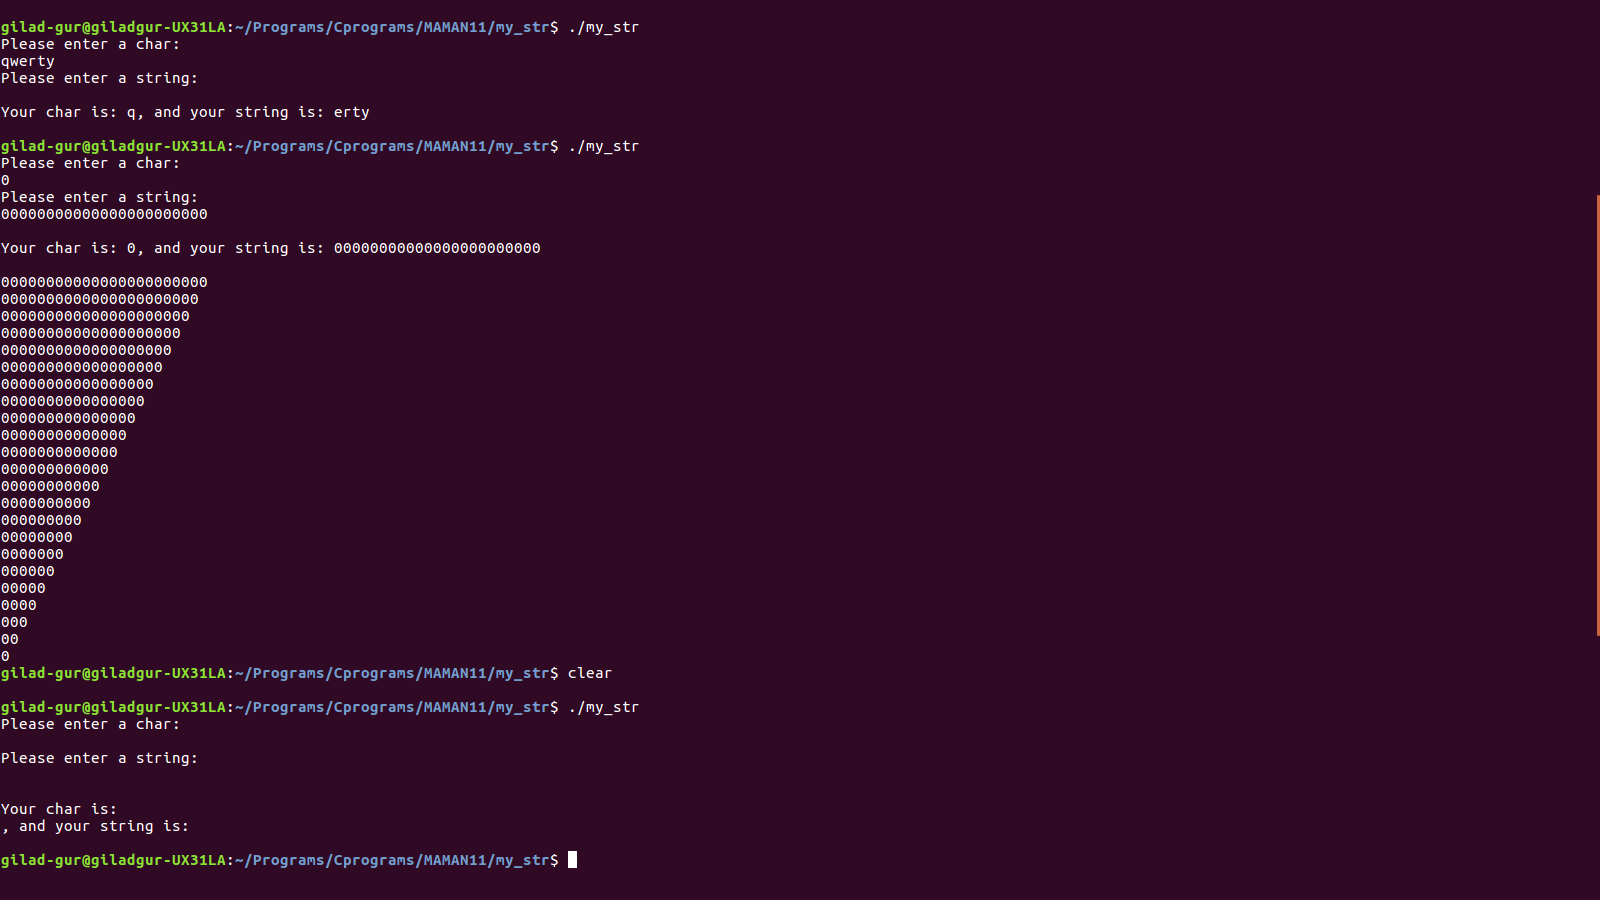 gilad-gur@giladgur-UX31LA:~/Programs/Cprograms/MAMAN11/my_str$ ./my_str
Please enter a char:
qwerty
Please enter a string:
Your char is: q, and your string is: erty
gilad-gur@giladgur-UX31LA:~/Programs/Cprograms/MAMAN11/my_str$ ./my_str
Please enter a char:
0
Please enter a string:
00000000000000000000000
Your char is: 0, and your string is: 00000000000000000000000
00000000000000000000000
0000000000000000000000
000000000000000000000
00000000000000000000
0000000000000000000
000000000000000000
00000000000000000
0000000000000000
000000000000000
00000000000000
0000000000000
000000000000
00000000000
0000000000
000000000
00000000
0000000
000000
00000
0000
000
00
0
gilad-gur@giladgur-UX31LA:~/Programs/Cprograms/MAMAN11/my_str$ clear
gilad-gur@giladgur-UX31LA:~/Programs/Cprograms/MAMAN11/my_str$ ./my_str
Please enter a char:
Please enter a string:
Your char is:
, and your string is:
gilad-gur@giladgur-UX31LA:~/Programs/Cprograms/MAMAN11/my_str$